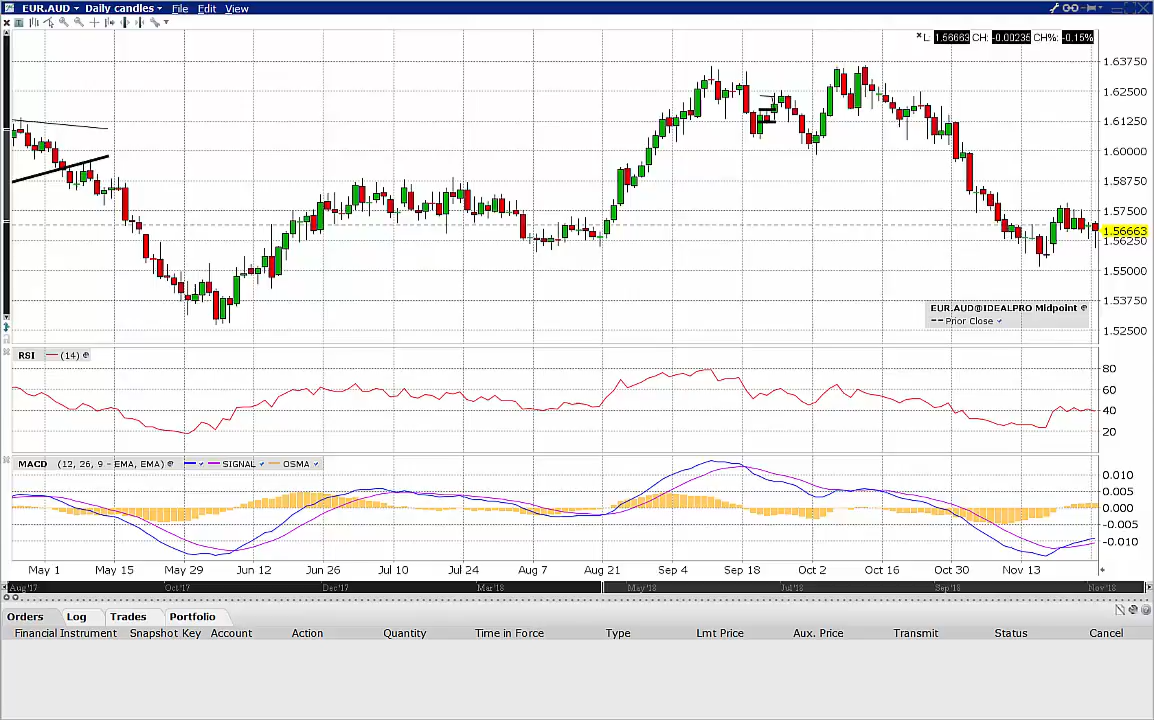 EUR.AUD Daily candles File Edit View
L: 1.56663 CH: -0.00235 CH%: -0.15%
1.63750
1.62500
1.61250
1.60000
1.58750
1.57500
1.56663
1.56250
1.55000
1.53750
1.52500
EUR.AUD@IDEALPRO Midpoint
Prior Close
RSI (14)
80
60
40
20
MACD (12, 26, 9 - EMA, EMA) SIGNAL OSMA
0.010
0.005
0.000
-0.005
-0.010
May 1 May 15 May 29 Jun 12 Jun 26 Jul 10 Jul 24 Aug 7 Aug 21 Sep 4 Sep 18 Oct 2 Oct 16 Oct 30 Nov 13
Aug'17 Oct'17 Dec'17 Mar'18 May'18 Jul'18 Sep'18 Nov'18
Orders Log Trades Portfolio
Financial Instrument Snapshot Key Account Action Quantity Time in Force Type Lmt Price Aux. Price Transmit Status Cancel